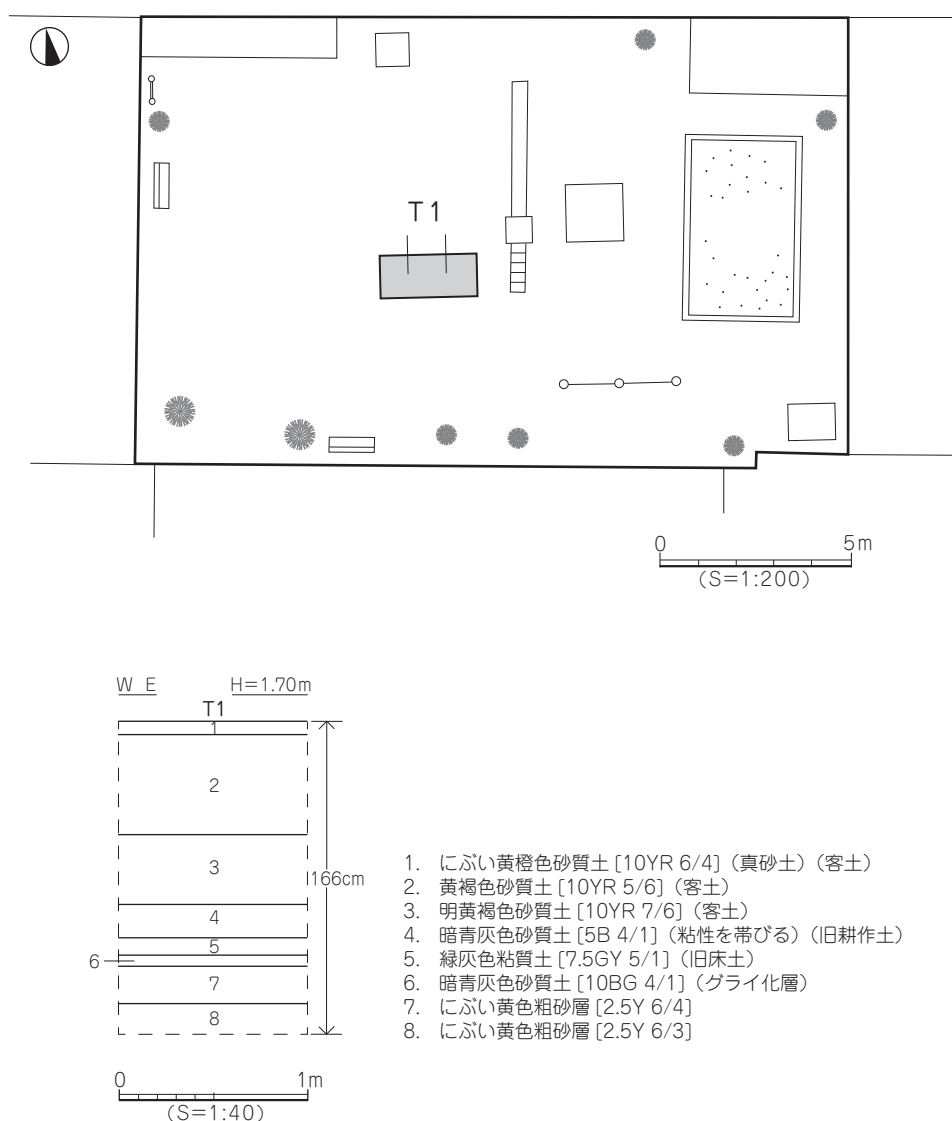 T1
0 5m
(S=1:200)
W E H=1.70m
T1
1
2
3
166cm
4
5
6
7
8
1. にぶい黄橙色砂質土 [10YR 6/4] (真砂土) (客土)
2. 黄褐色砂質土 [10YR 5/6] (客土)
3. 明黄褐色砂質土 [10YR 7/6] (客土)
4. 暗青灰色砂質土 [5B 4/1] (粘性を帯びる) (旧耕作土)
5. 緑灰色粘質土 [7.5GY 5/1] (旧床土)
6. 暗青灰色砂質土 [10BG 4/1] (グライ化層)
7. にぶい黄色粗砂層 [2.5Y 6/4]
8. にぶい黄色粗砂層 [2.5Y 6/3]
0 1m
(S=1:40)